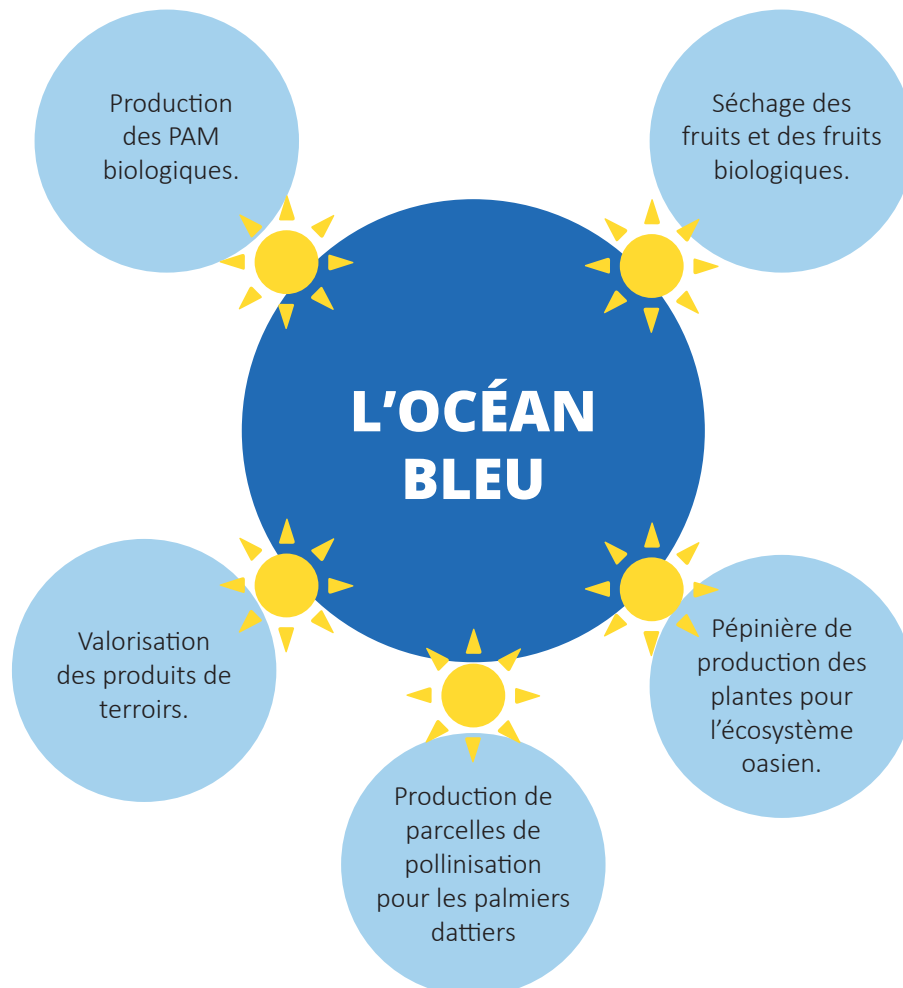 Production
des PAM
biologiques.
Séchage des
fruits et des fruits
biologiques.
L'OCÉAN
BLEU
Valorisation
des produits de
terroirs.
Pépinière de
production des
plantes pour
l'écosystème
oasien.
Production de
parcelles de
pollinisation
pour les palmiers
dattiers